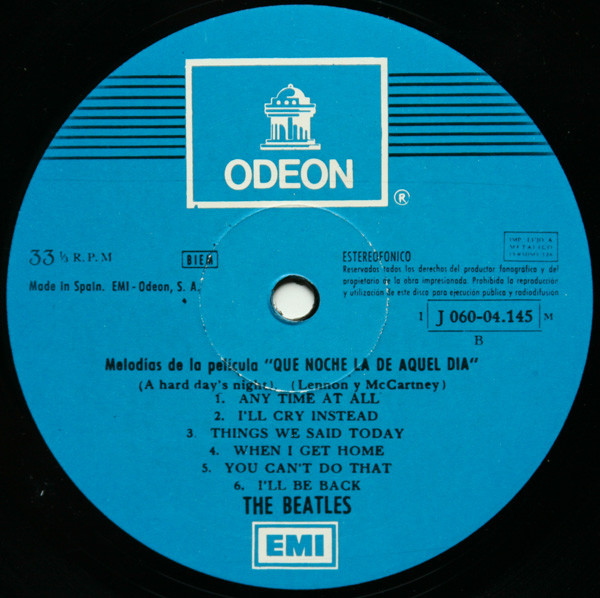 ODEON
®
33 ⅓ R.P.M
BIEM
ESTEREOFONICO
Made in Spain. EMI-Odeon, S. A.
Reservados todos los derechos del productor fonográfico y del
propietario de la obra impresionada. Prohibida la reproducción
y utilización de este disco para ejecución pública y radiodifusion
I J 060-04.145 M
B
Melodias de la película "QUE NOCHE LA DE AQUEL DIA"
(A hard day's night). (Lennon y McCartney)
1. ANY TIME AT ALL
2. I'LL CRY INSTEAD
3. THINGS WE SAID TODAY
4. WHEN I GET HOME
5. YOU CAN'T DO THAT
6. I'LL BE BACK
THE BEATLES
EMI